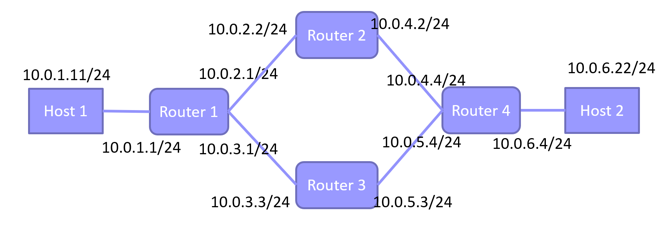 10.0.2.2/24
Router 2
10.0.4.2/24
10.0.1.11/24
10.0.2.1/24
10.0.4.4/24
10.0.6.22/24
Host 1
Router 1
Router 4
Host 2
10.0.1.1/24
10.0.3.1/24
10.0.5.4/24
10.0.6.4/24
Router 3
10.0.3.3/24
10.0.5.3/24